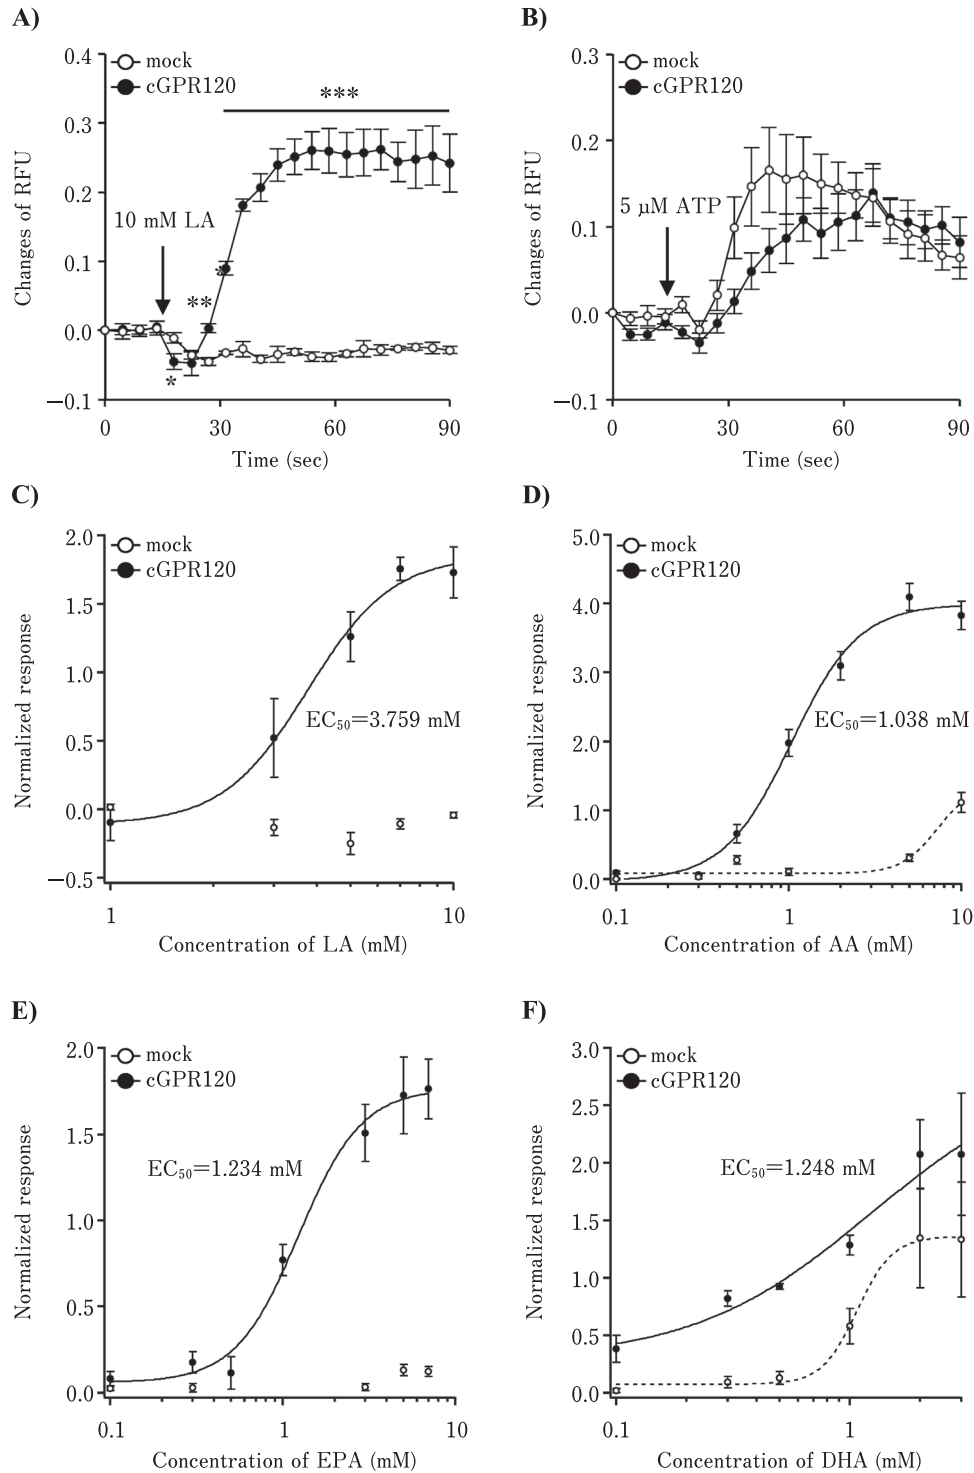 A)
mock
cGPR120
***
10 mM LA
**
*
*
Changes of RFU
0.4
0.3
0.2
0.1
0.0
−0.1
0
30
60
90
Time (sec)
B)
mock
cGPR120
5 μM ATP
Changes of RFU
0.3
0.2
0.1
0.0
−0.1
0
30
60
90
Time (sec)
C)
mock
cGPR120
EC50=3.759 mM
Normalized response
2.0
1.5
1.0
0.5
0.0
−0.5
1
10
Concentration of LA (mM)
D)
mock
cGPR120
EC50=1.038 mM
Normalized response
5.0
4.0
3.0
2.0
1.0
0.0
0.1
1
10
Concentration of AA (mM)
E)
mock
cGPR120
EC50=1.234 mM
Normalized response
2.0
1.5
1.0
0.5
0.0
0.1
1
10
Concentration of EPA (mM)
F)
mock
cGPR120
EC50=1.248 mM
Normalized response
3.0
2.5
2.0
1.5
1.0
0.5
0.0
0.1
1
Concentration of DHA (mM)